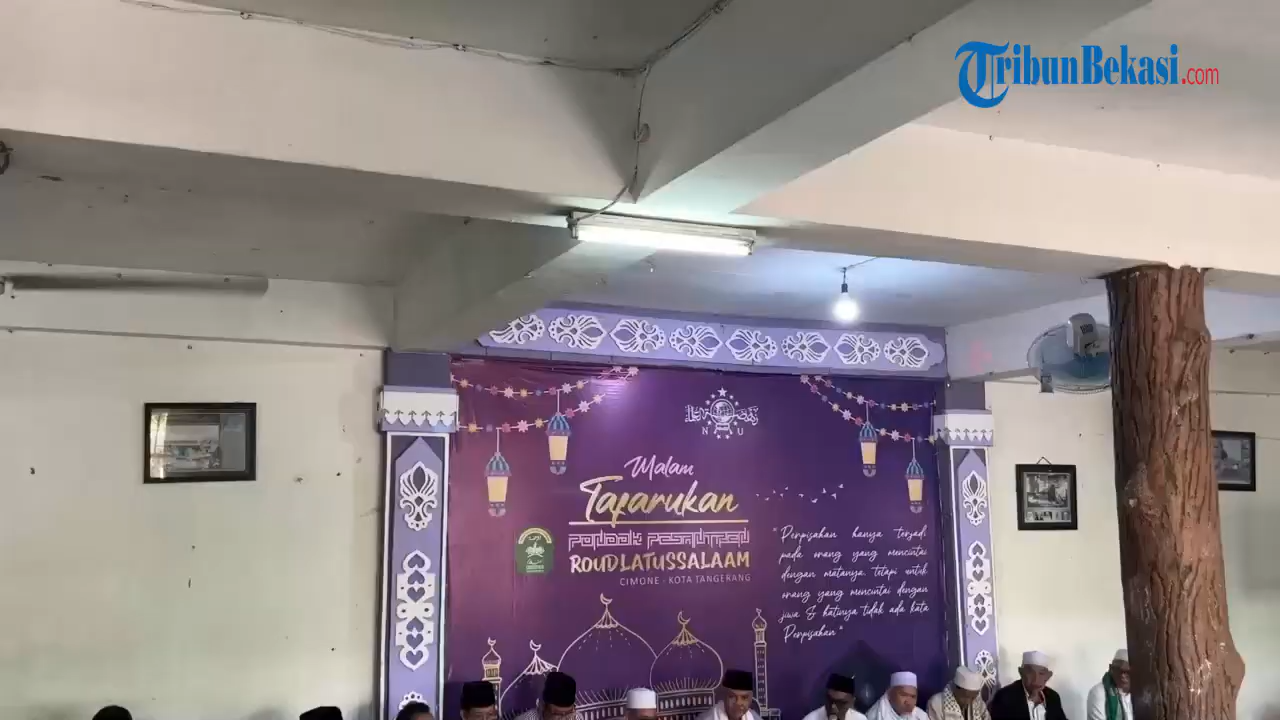 TribunBekasi.com
N U
Malam
Tafarukan
PONDOK PESANTREN
ROUDLATUSSALAAM
CIMONE - KOTA TANGERANG
"Perpisahan hanya terjadi
pada orang yang mencintai
dengan matanya, tetapi untuk
orang yang mencintai dengan
jiwa & hatinya tidak ada kata
Perpisahan"